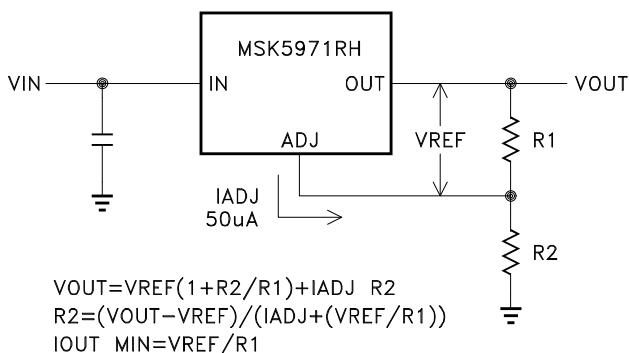 MSK5971RH
VIN
IN
OUT
VOUT
ADJ
VREF
R1
IADJ
50uA
R2
VOUT=VREF(1+R2/R1)+IADJ R2
R2=(VOUT-VREF)/(IADJ+(VREF/R1))
IOUT MIN=VREF/R1